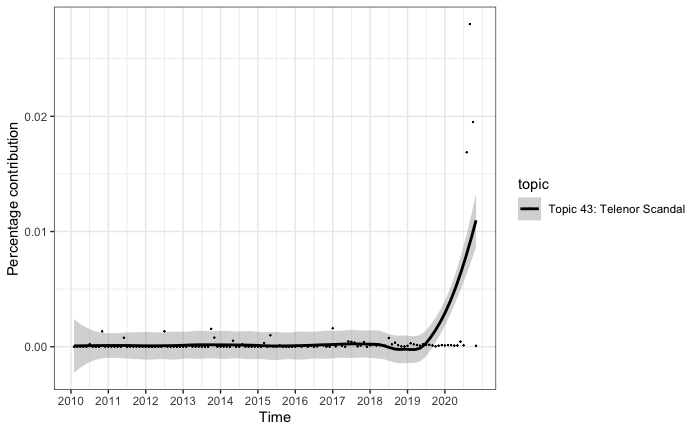 0.02
0.01
0.00
Percentage contribution
2010 2011 2012 2013 2014 2015 2016 2017 2018 2019 2020
Time
topic
Topic 43: Telenor Scandal